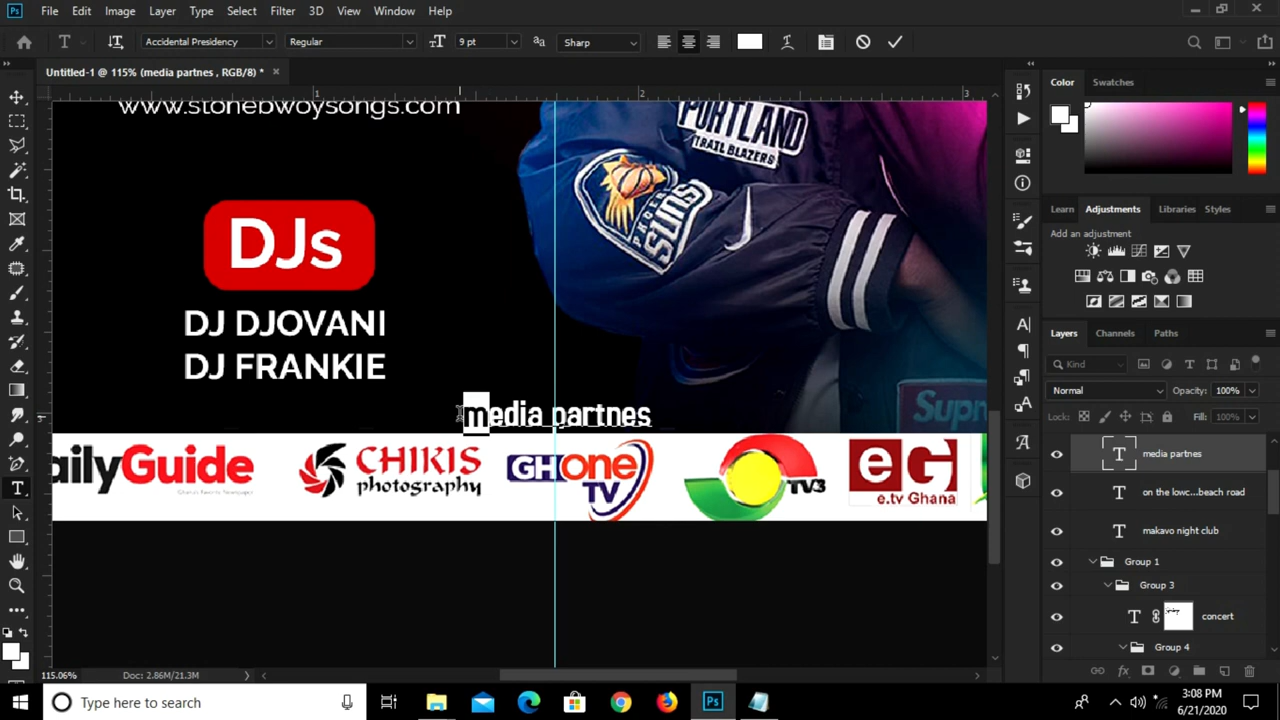 File Edit Image Layer Type Select Filter 3D View Window Help
T Accidental Presidency Regular 9 pt Sharp
Untitled-1 @ 115% (media partnes , RGB/8) * ×
1 2 3
www.stonebwoysongs.com
PORTLAND
TRAIL BLAZERS
PHOENIX
SUNS
DJs
DJ DJOVANI
DJ FRANKIE
Supr
media partnes
ailyGuide
CHIKIS
photography
GHONE
TV
TV3
eG
e.tv Ghana
115.06% Doc: 2.86M/21.3M
Color Swatches
Learn Adjustments Libraries Styles
Add an adjustment
Layers Channels Paths
Kind
Normal Opacity: 100%
Lock: Fill: 100%
media partnes
on the lowc...beach road
makavo night club
Group 1
Group 3
concert
Group 4
Type here to search
3:08 PM
6/21/2020